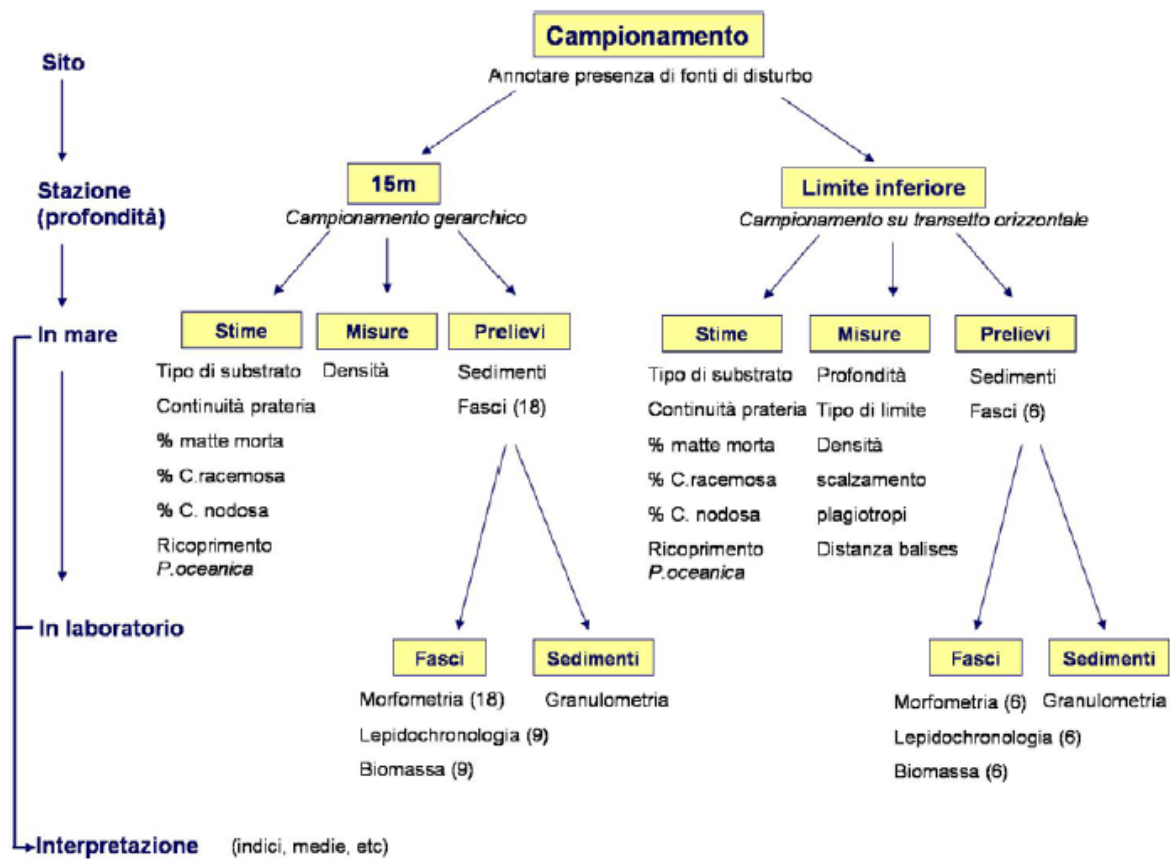 Campionamento
Sito
Annotare presenza di fonti di disturbo
Stazione
(profondità)
15m
Campionamento gerarchico
Limite inferiore
Campionamento su transetto orizzontale
In mare
Stime
Tipo di substrato
Continuità prateria
% matte morta
% C.racemosa
% C. nodosa
Ricoprimento
P.oceanica
Misure
Densità
Prelievi
Sedimenti
Fasci (18)
Stime
Tipo di substrato
Continuità prateria
% matte morta
% C.racemosa
% C. nodosa
Ricoprimento
P.oceanica
Misure
Profondità
Tipo di limite
Densità
scalzamento
plagiotropi
Distanza balises
Prelievi
Sedimenti
Fasci (6)
In laboratorio
Fasci
Morfometria (18)
Lepidochronologia (9)
Biomassa (9)
Sedimenti
Granulometria
Fasci
Morfometria (6)
Lepidochronologia (6)
Biomassa (6)
Sedimenti
Granulometria
Interpretazione (indici, medie, etc)